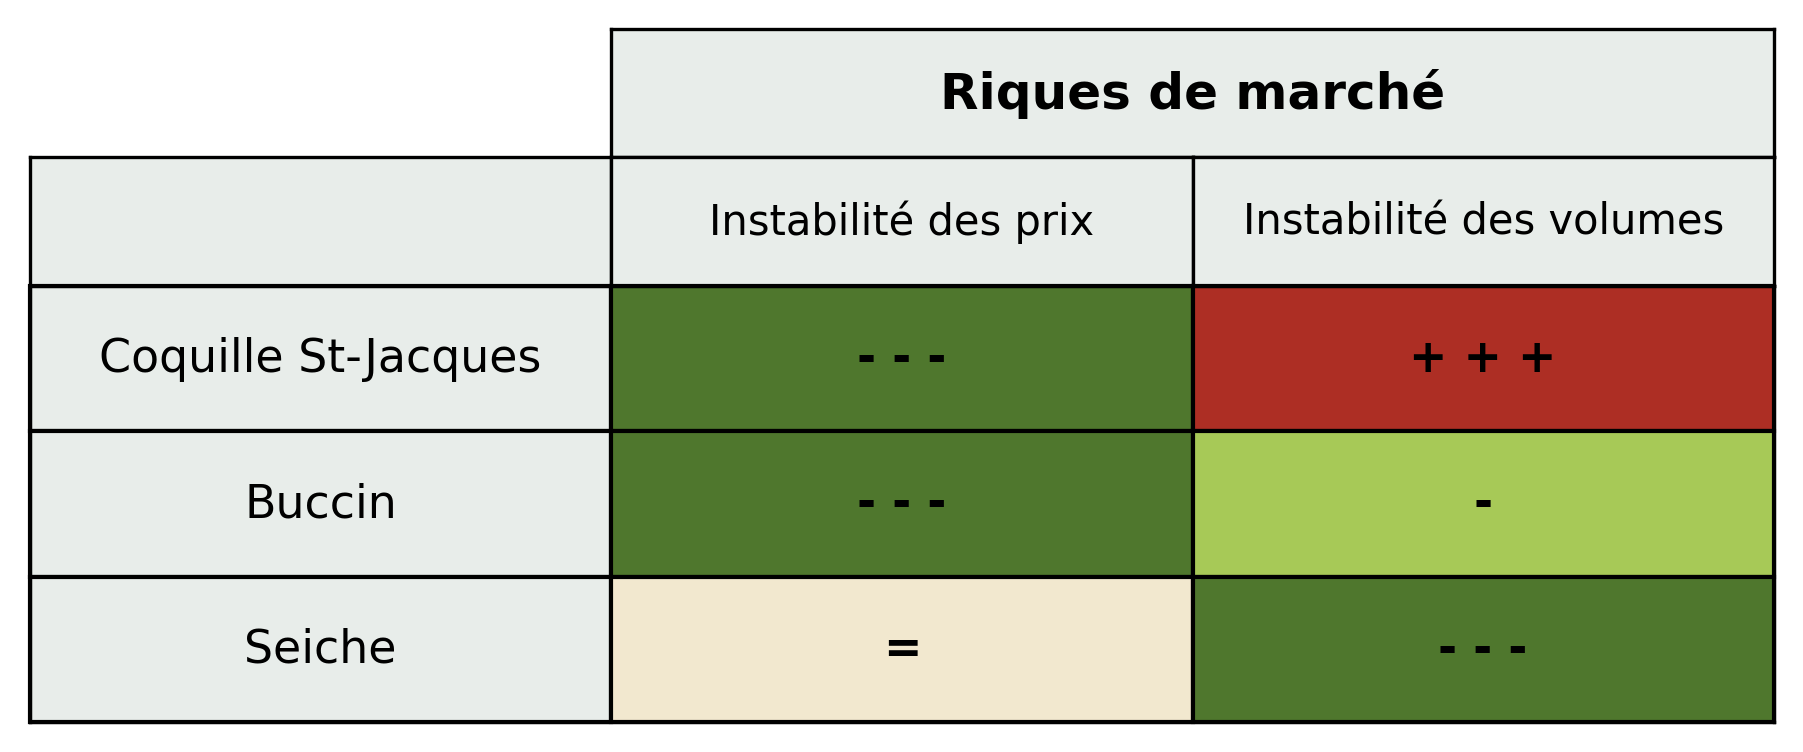 Riques de marché
Instabilité des prix Instabilité des volumes
Coquille St-Jacques - - - + + +
Buccin - - - -
Seiche = - - -